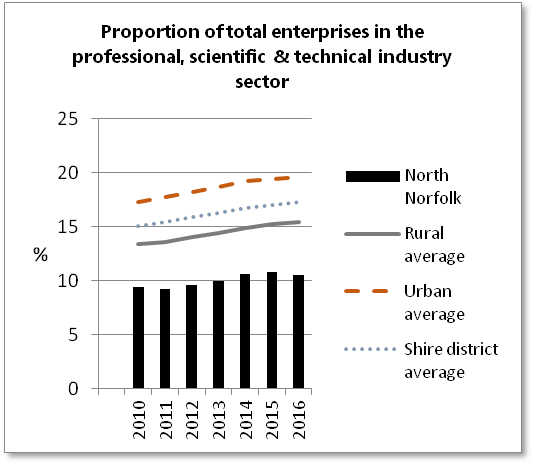 Proportion of total enterprises in the
professional, scientific & technical industry
sector
25
20
15
10
5
0
%
2010
2011
2012
2013
2014
2015
2016
North
Norfolk
Rural
average
Urban
average
Shire district
average